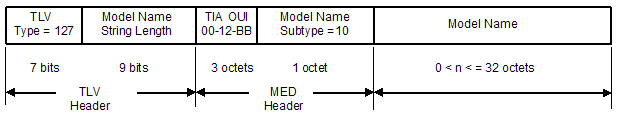 TLV
Type = 127
Model Name
String Length
TIA OUI
00-12-BB
Model Name
Subtype =10
Model Name
7 bits
9 bits
3 octets
1 octet
0 < n < = 32 octets
TLV
Header
MED
Header